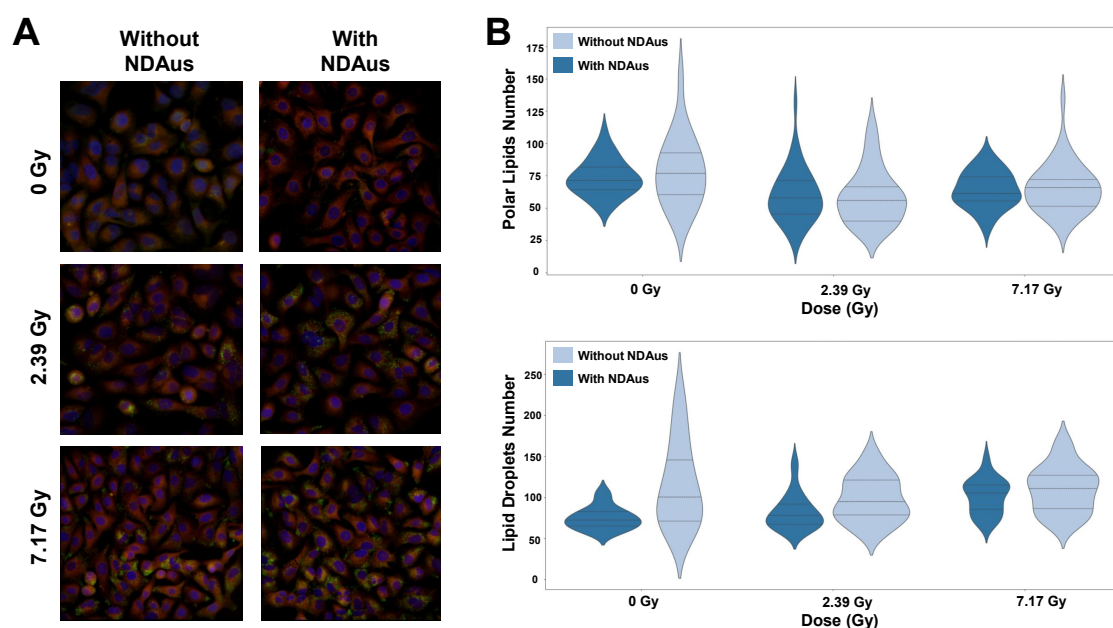 A
Without
NDAus
With
NDAus
0 Gy
2.39 Gy
7.17 Gy
B
Without NDAus
With NDAus
Polar Lipids Number
175
150
125
100
75
50
25
0
0 Gy
2.39 Gy
7.17 Gy
Dose (Gy)
Without NDAus
With NDAus
Lipid Droplets Number
250
200
150
100
50
0
0 Gy
2.39 Gy
7.17 Gy
Dose (Gy)